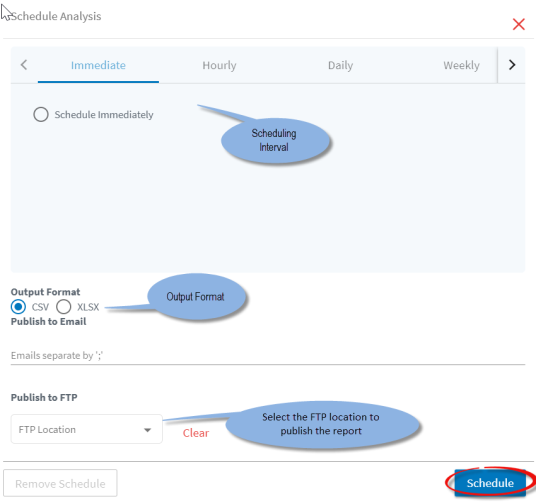 Schedule Analysis
Immediate
Hourly
Daily
Weekly
Schedule Immediately
Scheduling
Interval
Output Format
CSV
XLSX
Output Format
Publish to Email
Emails separate by ';'
Publish to FTP
FTP Location
Clear
Select the FTP location to
publish the report
Remove Schedule
Schedule